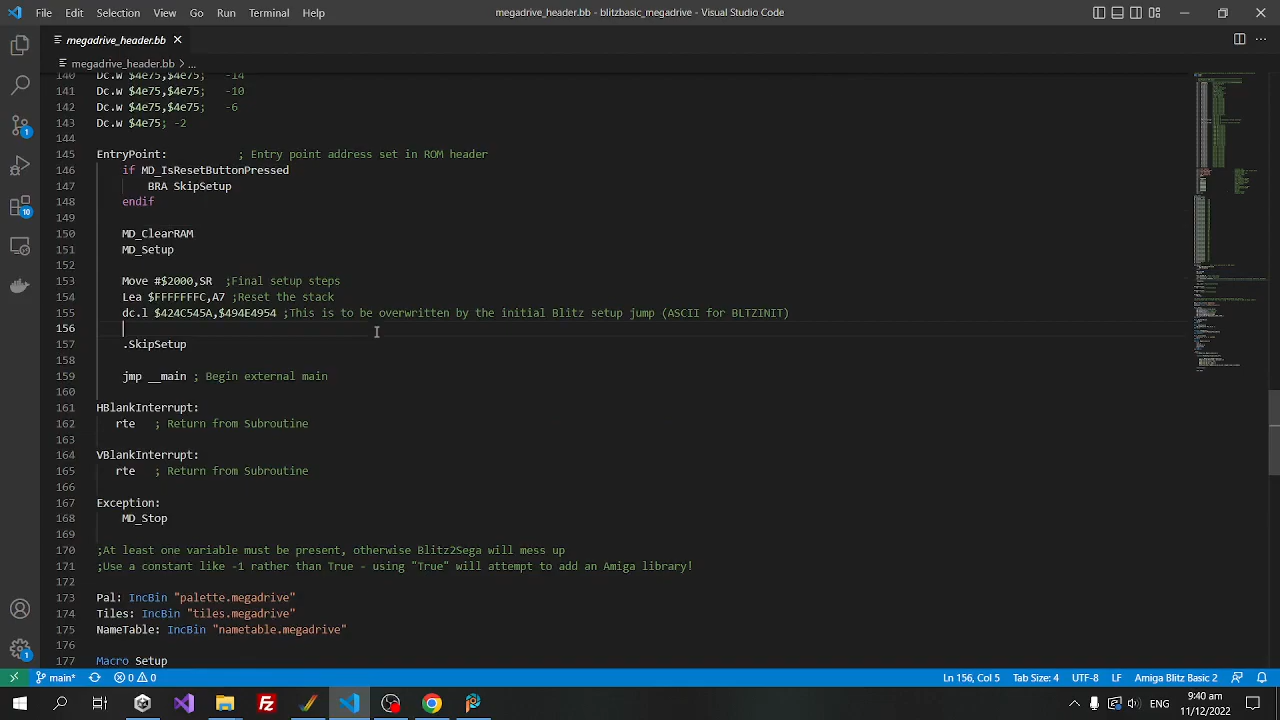 File Edit Selection View Go Run Terminal Help
megadrive_header.bb - blitzbasic_megadrive - Visual Studio Code
megadrive_header.bb
megadrive_header.bb > ...
140 Dc.w $4e75,$4e75; -14
141 Dc.w $4e75,$4e75; -10
142 Dc.w $4e75,$4e75; -6
143 Dc.w $4e75; -2
144
145 EntryPoint: ; Entry point address set in ROM header
146 if MD_IsResetButtonPressed
147 BRA SkipSetup
148 endif
149
150 MD_ClearRAM
151 MD_Setup
152
153 Move #$2000,SR ;Final setup steps
154 Lea $FFFFFFFC,A7 ;Reset the stack
155 dc.l $424C545A,$494E4954 ;This is to be overwritten by the initial Blitz setup jump (ASCII for BLTZINIT)
156
157 .SkipSetup
158
159 jmp __main ; Begin external main
160
161 HBlankInterrupt:
162 rte ; Return from Subroutine
163
164 VBlankInterrupt:
165 rte ; Return from Subroutine
166
167 Exception:
168 MD_Stop
169
170 ;At least one variable must be present, otherwise Blitz2Sega will mess up
171 ;Use a constant like -1 rather than True - using "True" will attempt to add an Amiga library!
172
173 Pal: IncBin "palette.megadrive"
174 Tiles: IncBin "tiles.megadrive"
175 NameTable: IncBin "nametable.megadrive"
176
177 Macro Setup
1
10
1
main* 0 0 Ln 156, Col 5 Tab Size: 4 UTF-8 LF Amiga Blitz Basic 2
ENG
9:40 am
11/12/2022